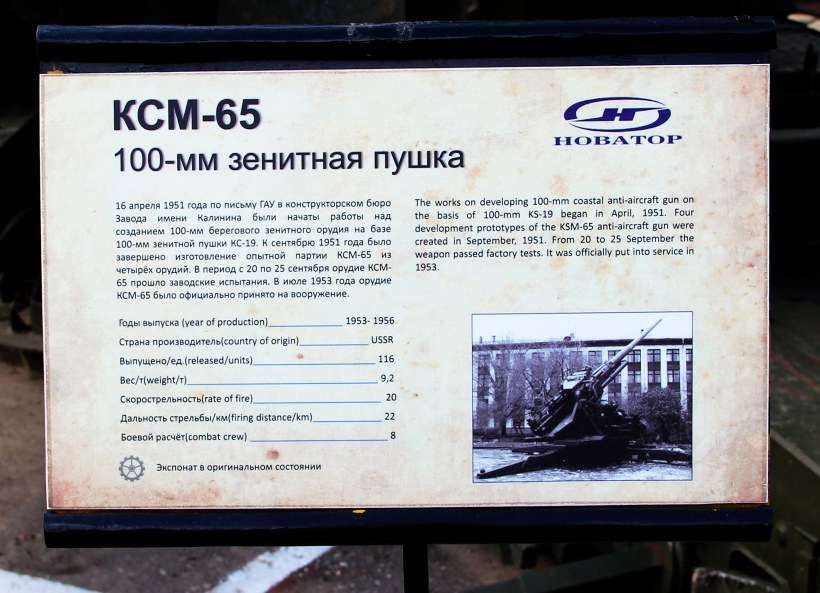 КСМ-65
100-мм зенитная пушка
НОВАТОР
16 апреля 1951 года по письму ГАУ в конструкторском бюро
Завода имени Калинина были начаты работы над
созданием 100-мм берегового зенитного орудия на базе
100-мм зенитной пушки КС-19. К сентябрю 1951 года было
завершено изготовление опытной партии КСМ-65 из
четырёх орудий. В период с 20 по 25 сентября орудие КСМ-
65 прошло заводские испытания. В июле 1953 года орудие
КСМ-65 было официально принято на вооружение.
The works on developing 100-mm coastal anti-aircraft gun on
the basis of 100-mm KS-19 began in April, 1951. Four
development prototypes of the KSM-65 anti-aircraft gun were
created in September, 1951. From 20 to 25 September the
weapon passed factory tests. It was officially put into service in
1953.
Годы выпуска (year of production) 1953- 1956
Страна производитель(country of origin) USSR
Выпущено/ед.(released/units) 116
Вес/т(weight/т) 9,2
Скорострельность(rate of fire) 20
Дальность стрельбы/км(firing distance/km) 22
Боевой расчёт(combat crew) 8
Экспонат в оригинальном состоянии